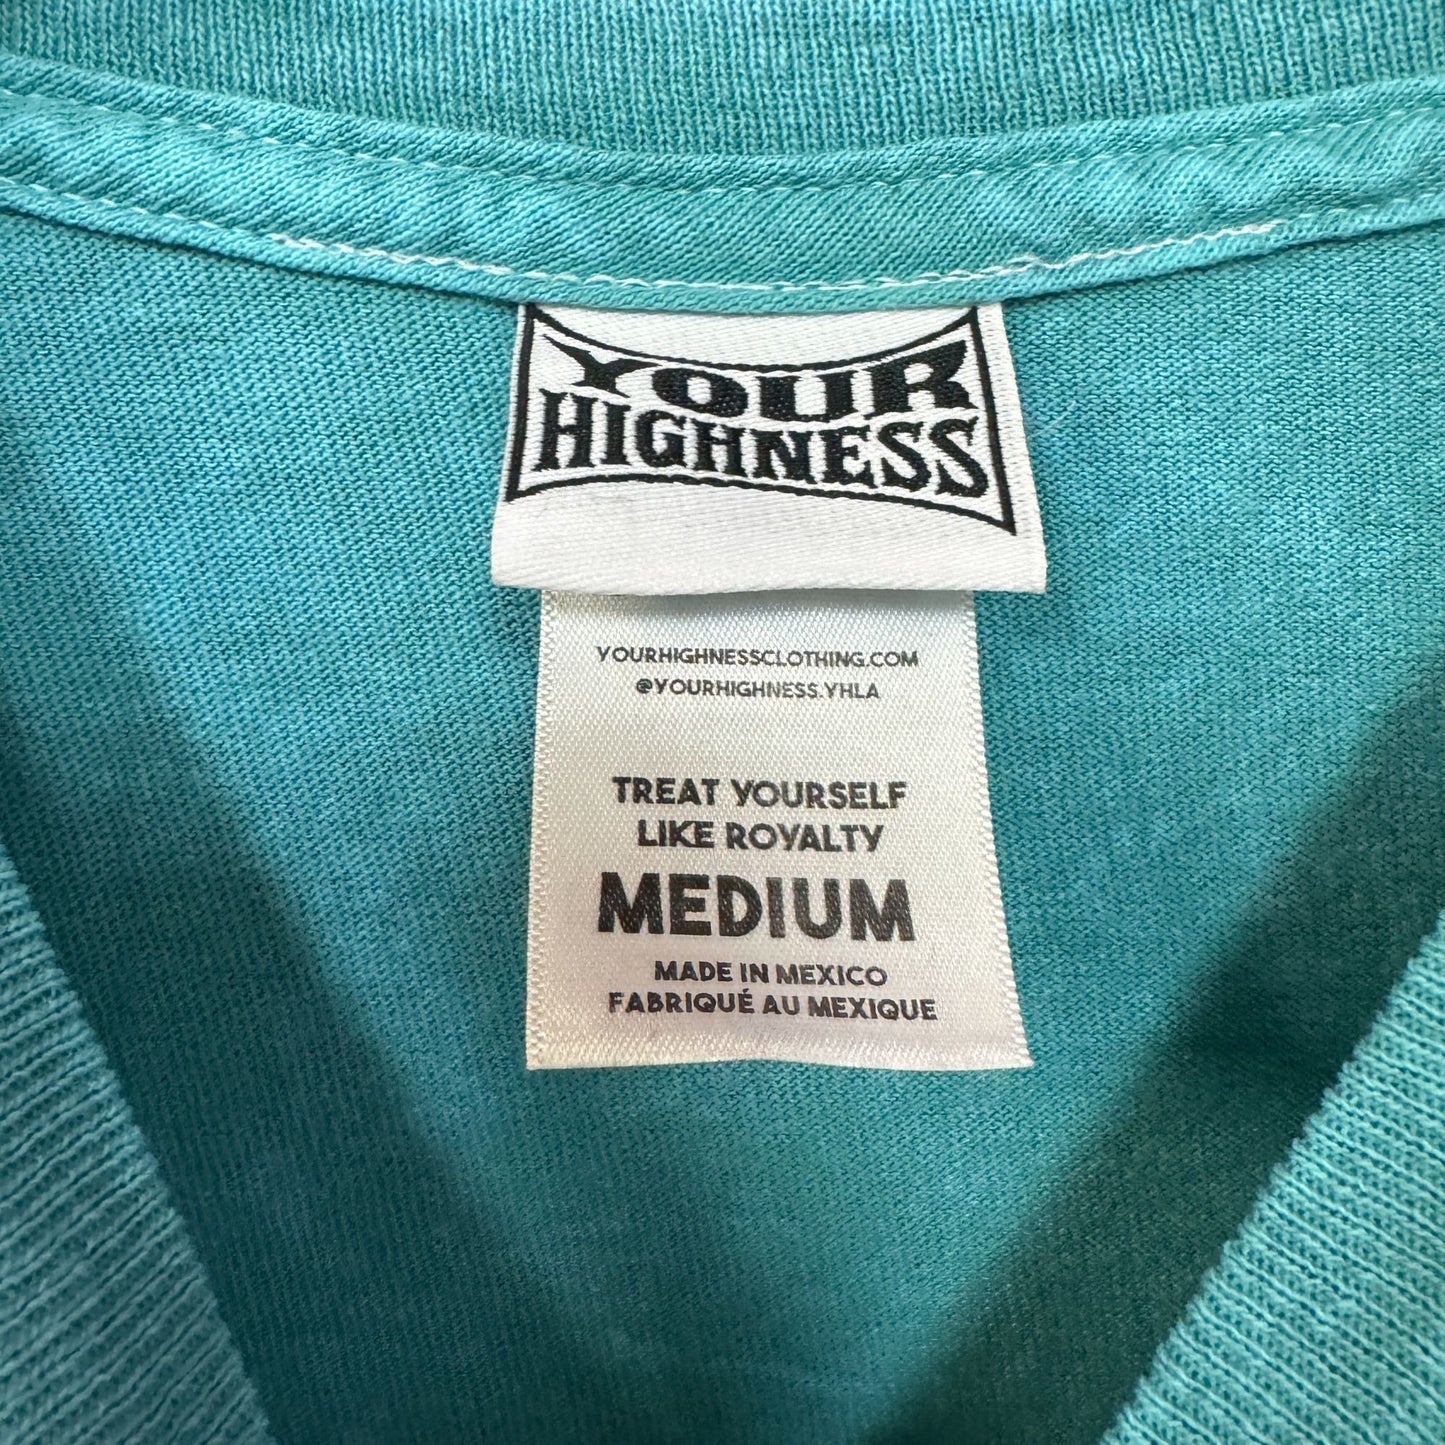 YOUR
HIGHNESS
YOURHIGHNESSCLOTHING.COM
@YOURHIGHNESS.YHLA
TREAT YOURSELF
LIKE ROYALTY
MEDIUM
MADE IN MEXICO
FABRIQUÉ AU MEXIQUE